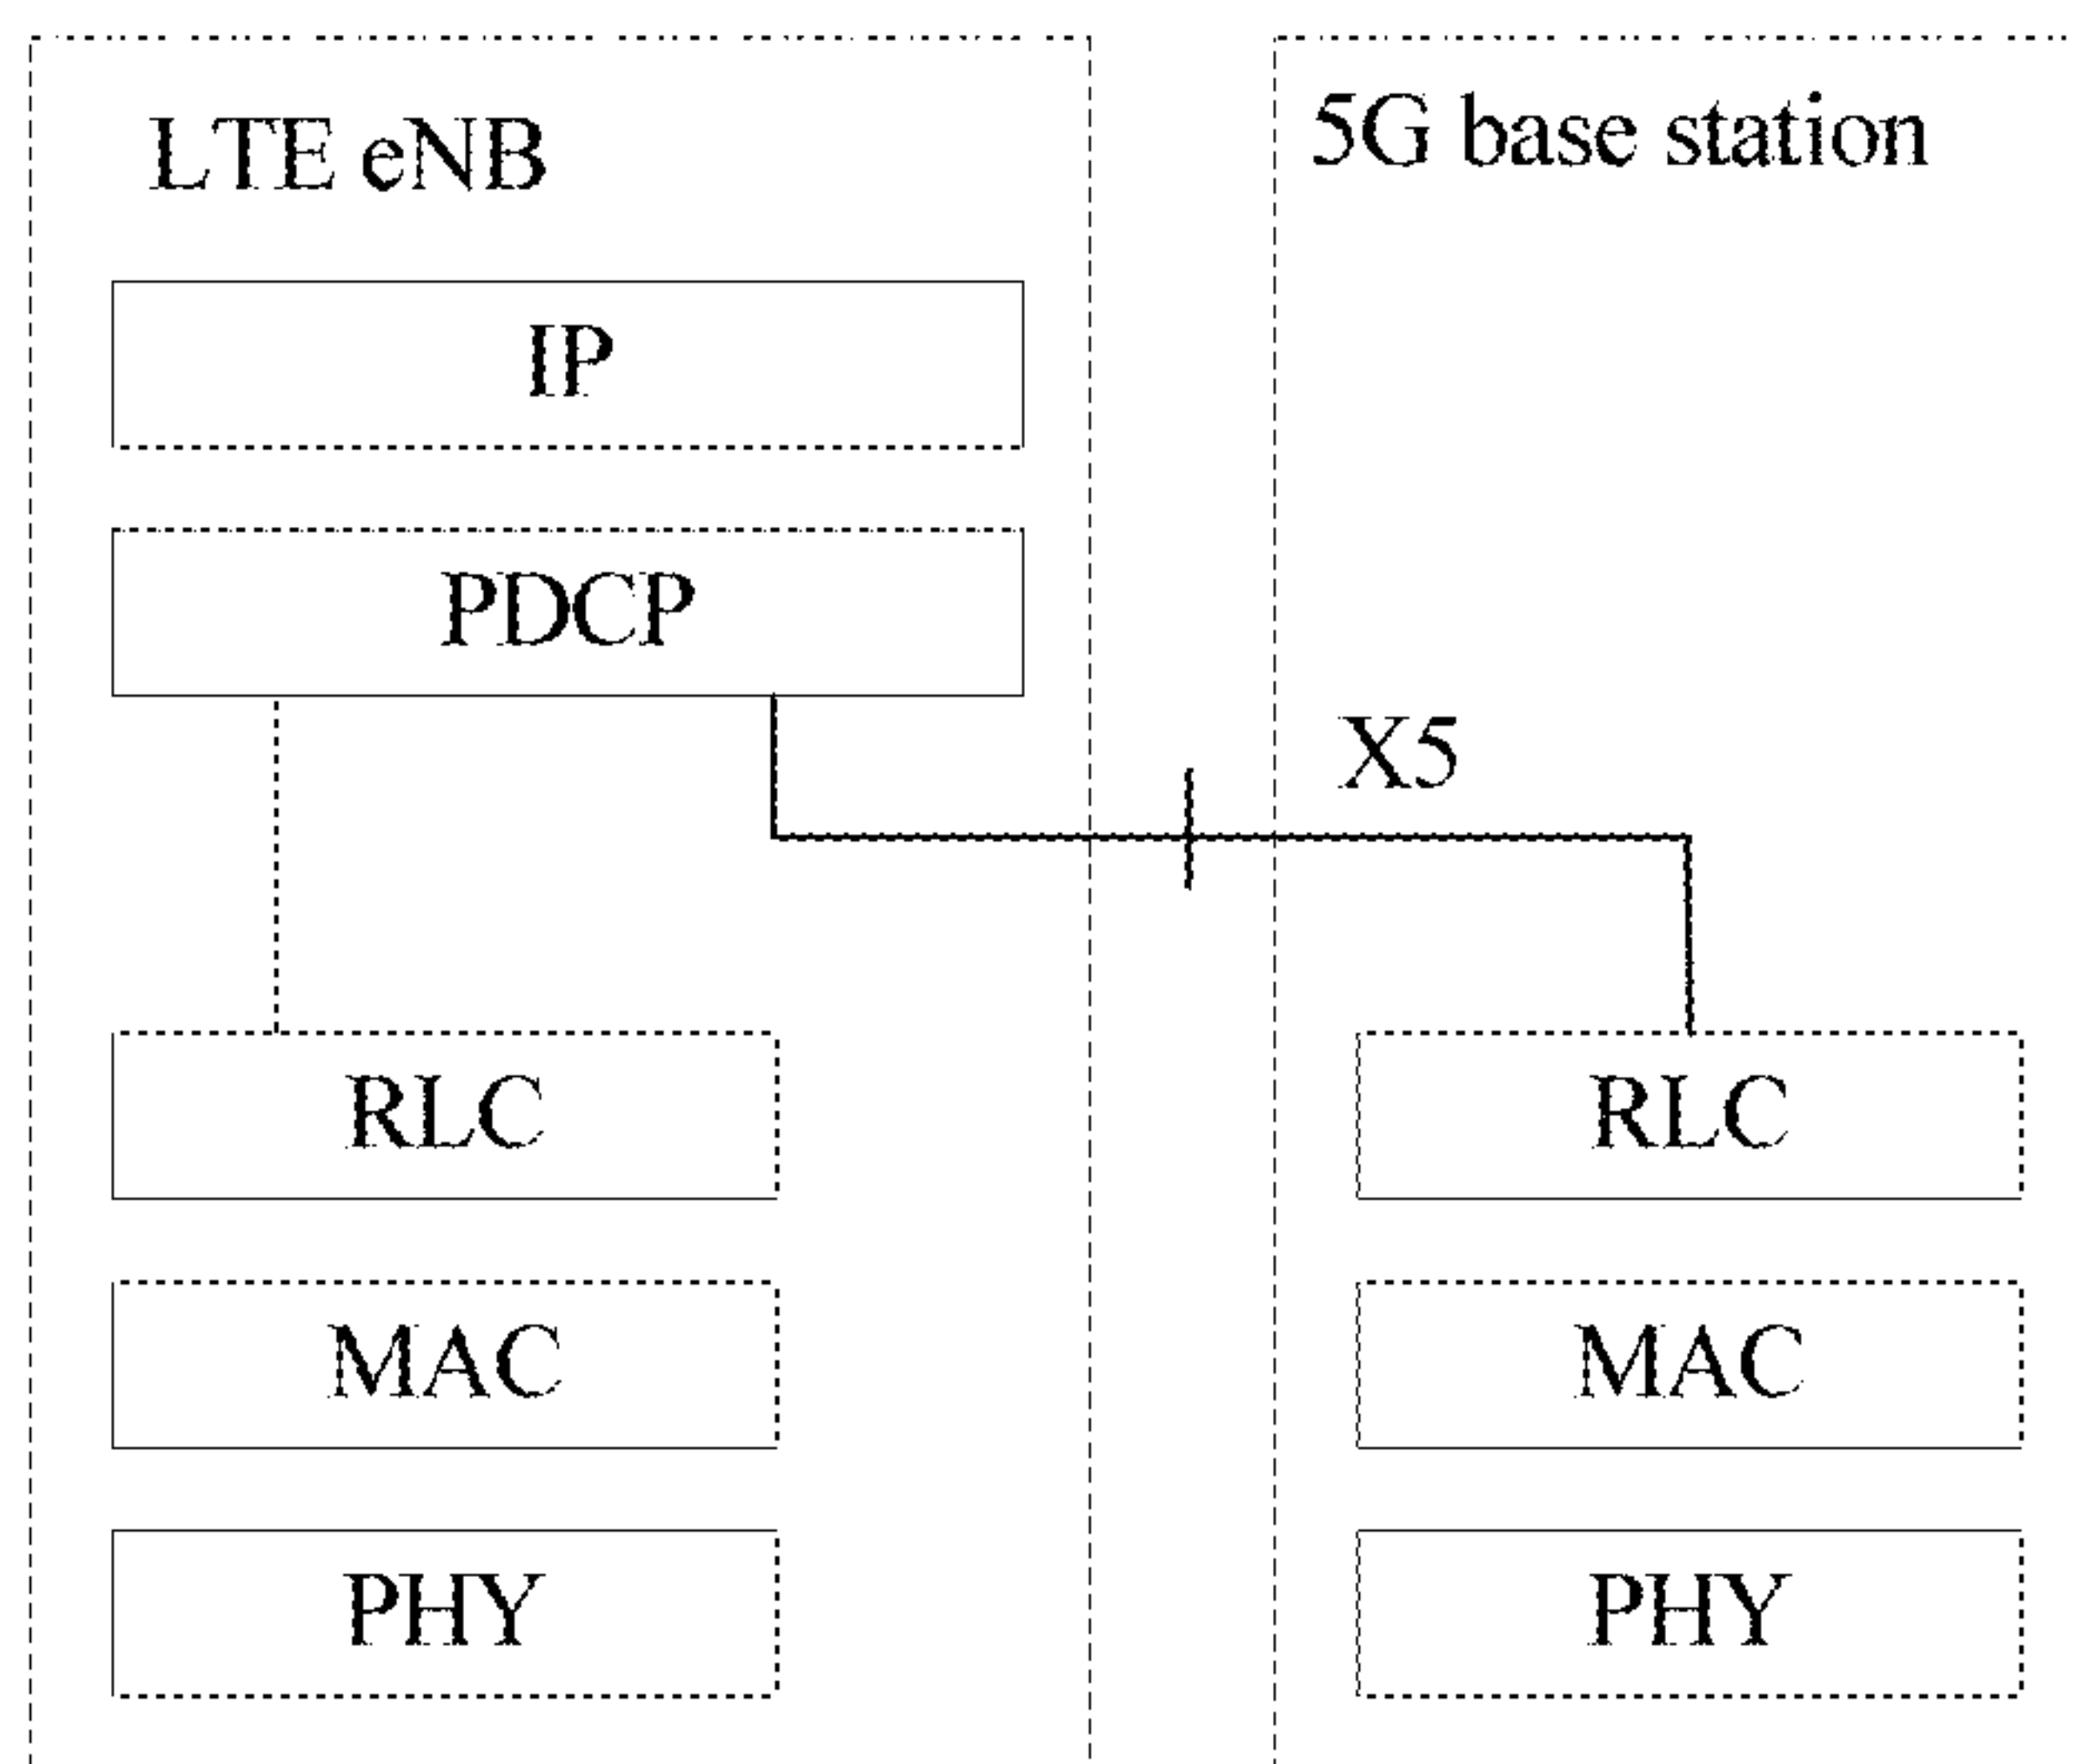 LTE eNB
IP
PDCP
RLC
MAC
PHY
5G base station
X5
RLC
MAC
PHY